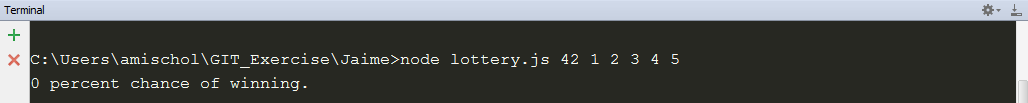 Terminal
C:\Users\amischol\GIT_Exercise\Jaime>node lottery.js 42 1 2 3 4 5
0 percent chance of winning.